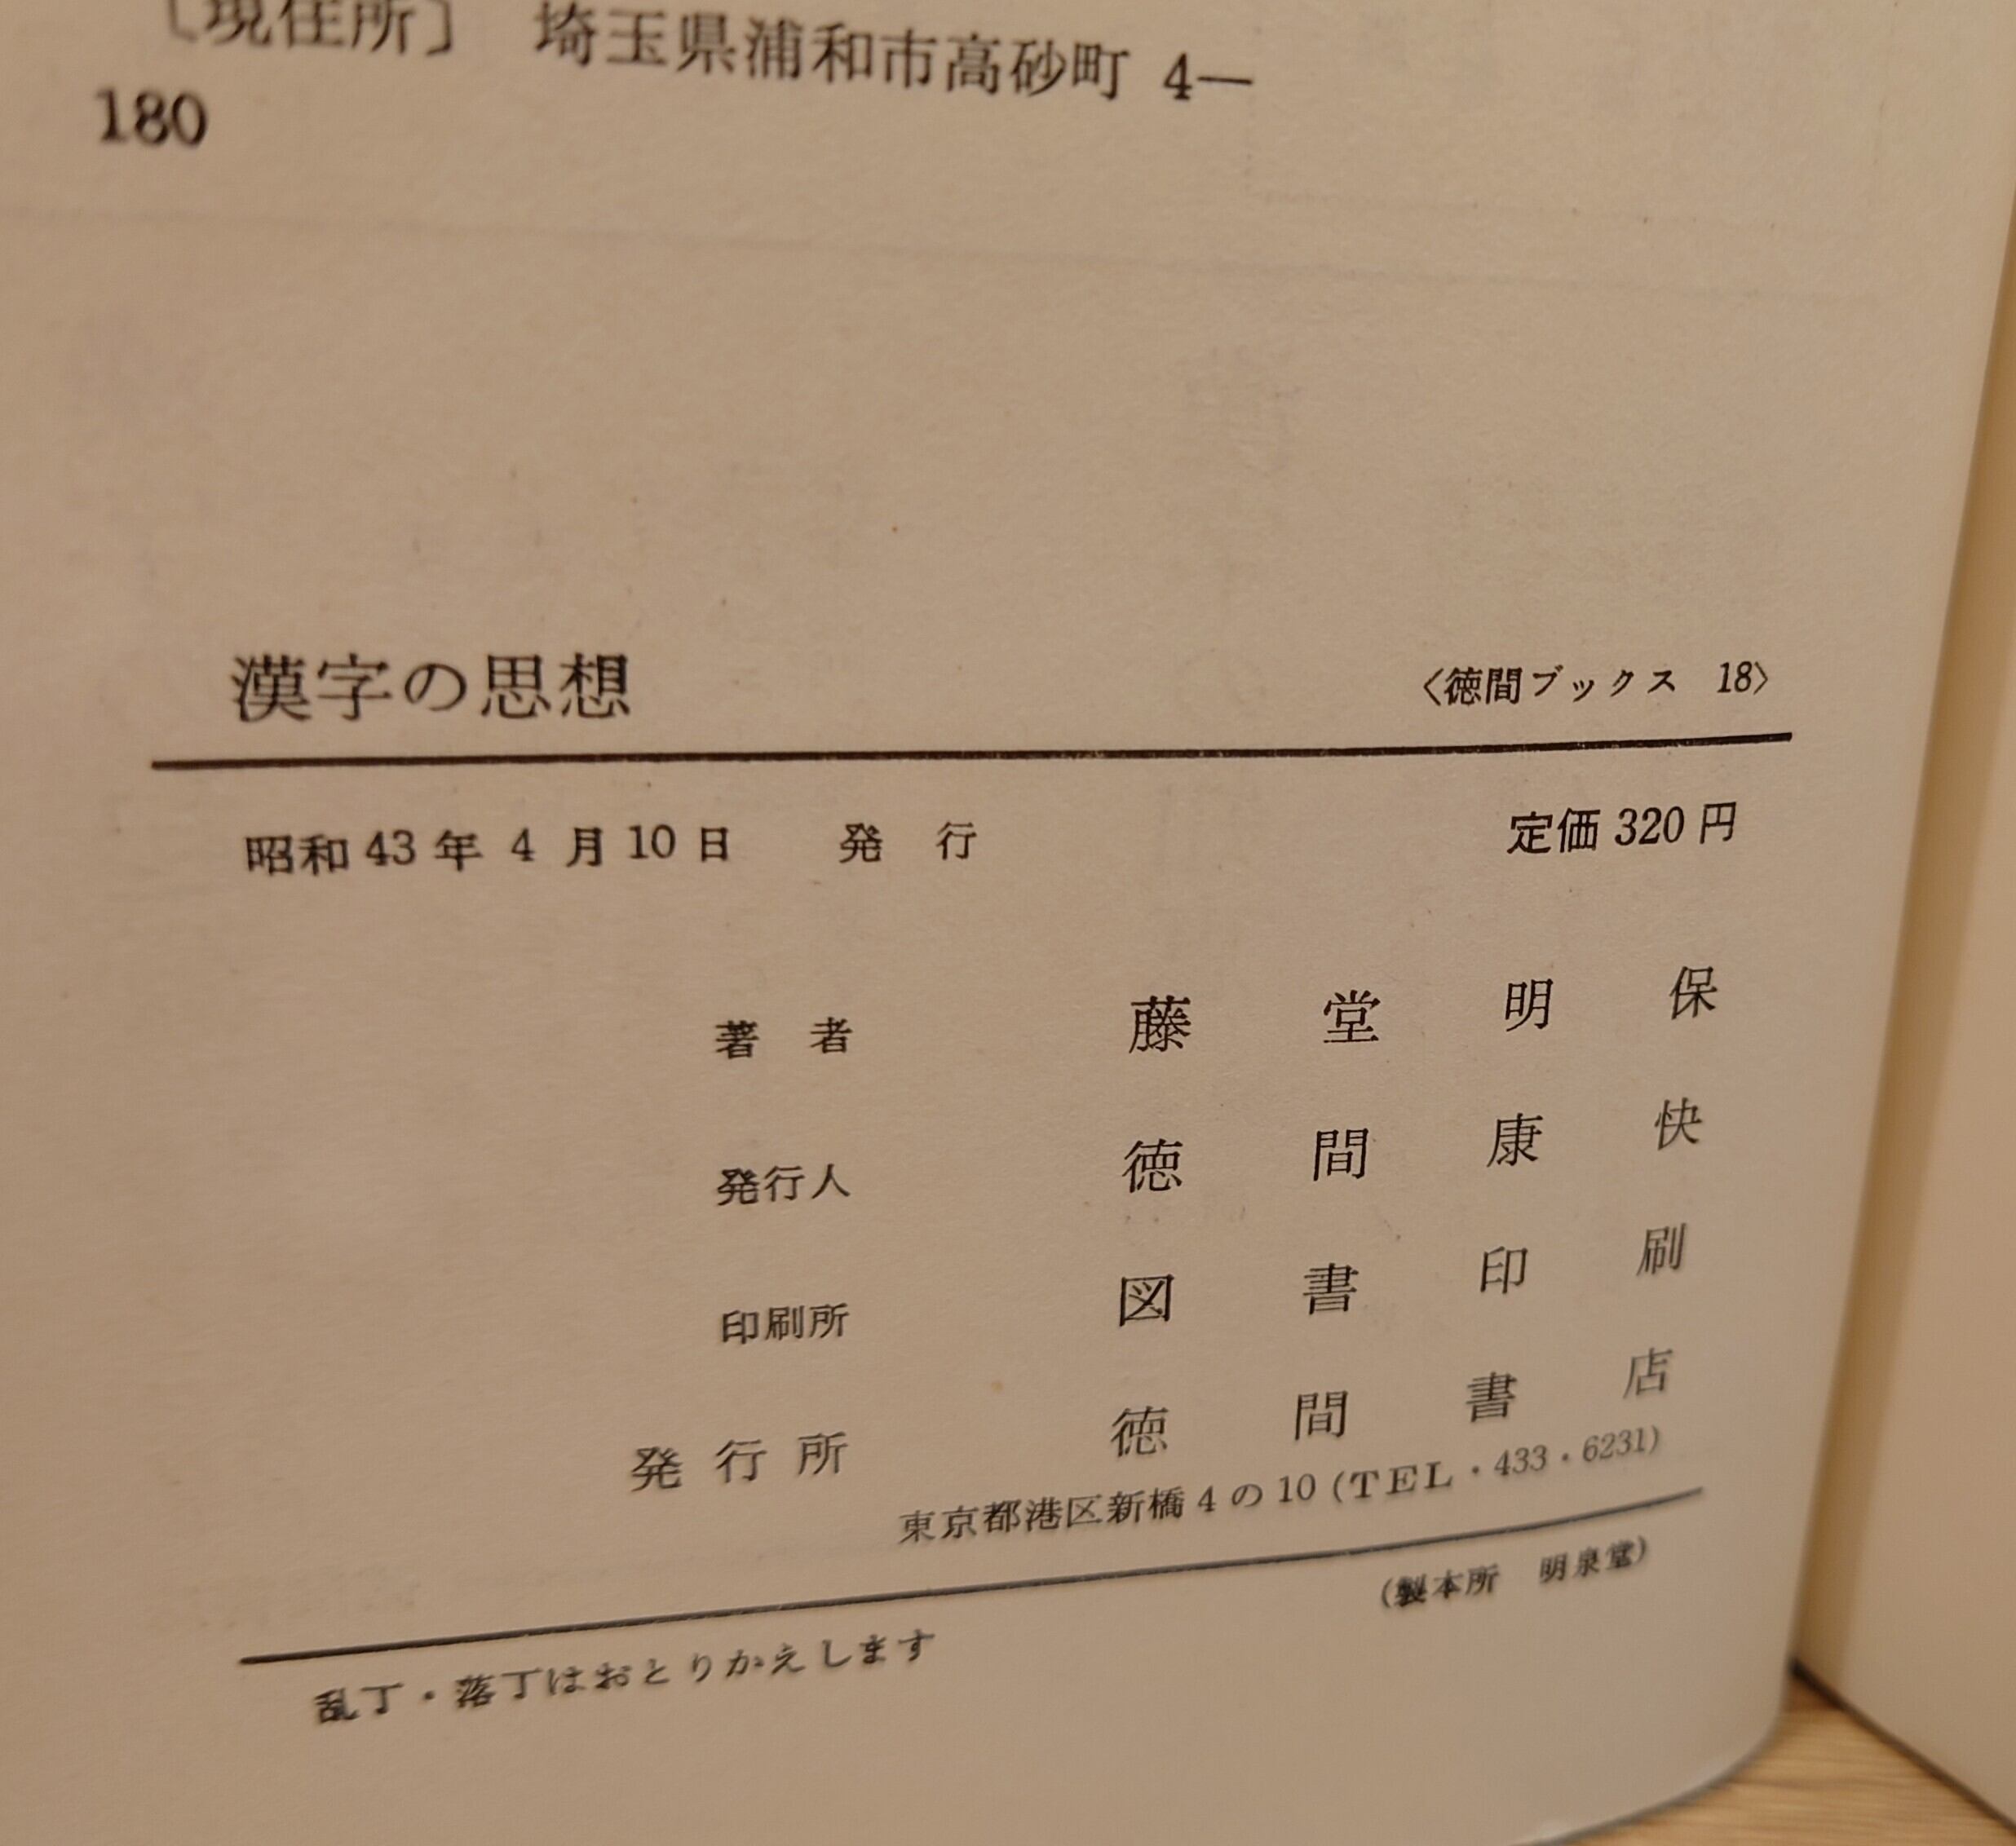 〔現住所〕 埼玉県浦和市高砂町 4—
180
漢字の思想 〈徳間ブックス 18〉
昭和 43 年 4 月 10 日 発 行 定価 320 円
著 者 藤 堂 明 保
発行人 徳 間 康 快
印刷所 図 書 印 刷
発 行 所 徳 間 書 店
東京都港区新橋 4 の 10 (TEL・433・6231)
(製本所 明泉堂)
乱丁・落丁はおとりかえします